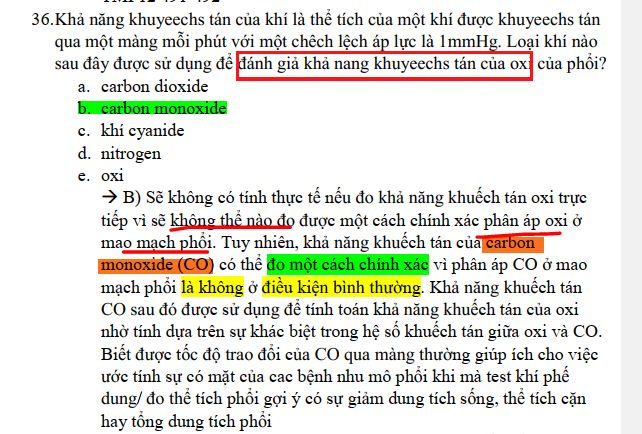 36.Khả năng khuyeechs tán của khí là thể tích của một khí được khuyeechs tán
qua một màng mỗi phút với một chêch lệch áp lực là 1mmHg. Loại khí nào
sau đây được sử dụng để đánh giả khả nang khuyeechs tán của oxi của phổi?
a. carbon dioxide
b. carbon monoxide
c. khí cyanide
d. nitrogen
e. oxi
→ B) Sẽ không có tính thực tế nếu đo khả năng khuếch tán oxi trực
tiếp vì sẽ không thể nào đo được một cách chính xác phân áp oxi ở
mao mạch phổi. Tuy nhiên, khả năng khuếch tán của carbon
monoxide (CO) có thể đo một cách chính xác vì phân áp CO ở mao
mạch phổi là không ở điều kiện bình thường. Khả năng khuếch tán
CO sau đó được sử dụng để tính toán khả năng khuếch tán của oxi
nhờ tính dựa trên sự khác biệt trong hệ số khuếch tán giữa oxi và CO.
Biết được tốc độ trao đổi của CO qua màng thường giúp ích cho việc
ước tính sự có mặt của cac bệnh nhu mô phổi khi mà test khí phế
dung/ đo thể tích phổi gợi ý có sự giảm dung tích sống, thể tích cặn
hay tổng dung tích phổi